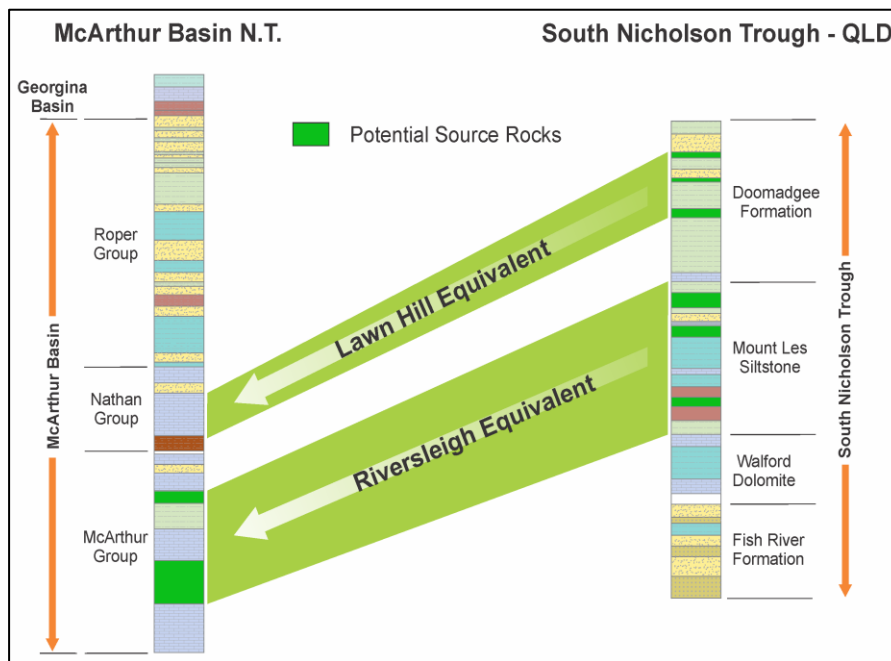 McArthur Basin N.T.
South Nicholson Trough - QLD
Georgina
Basin
Potential Source Rocks
Doomadgee
Formation
Roper
Group
Lawn Hill Equivalent
McArthur Basin
South Nicholson Trough
Mount Les
Siltstone
Nathan
Group
Riversleigh Equivalent
Walford
Dolomite
McArthur
Group
Fish River
Formation